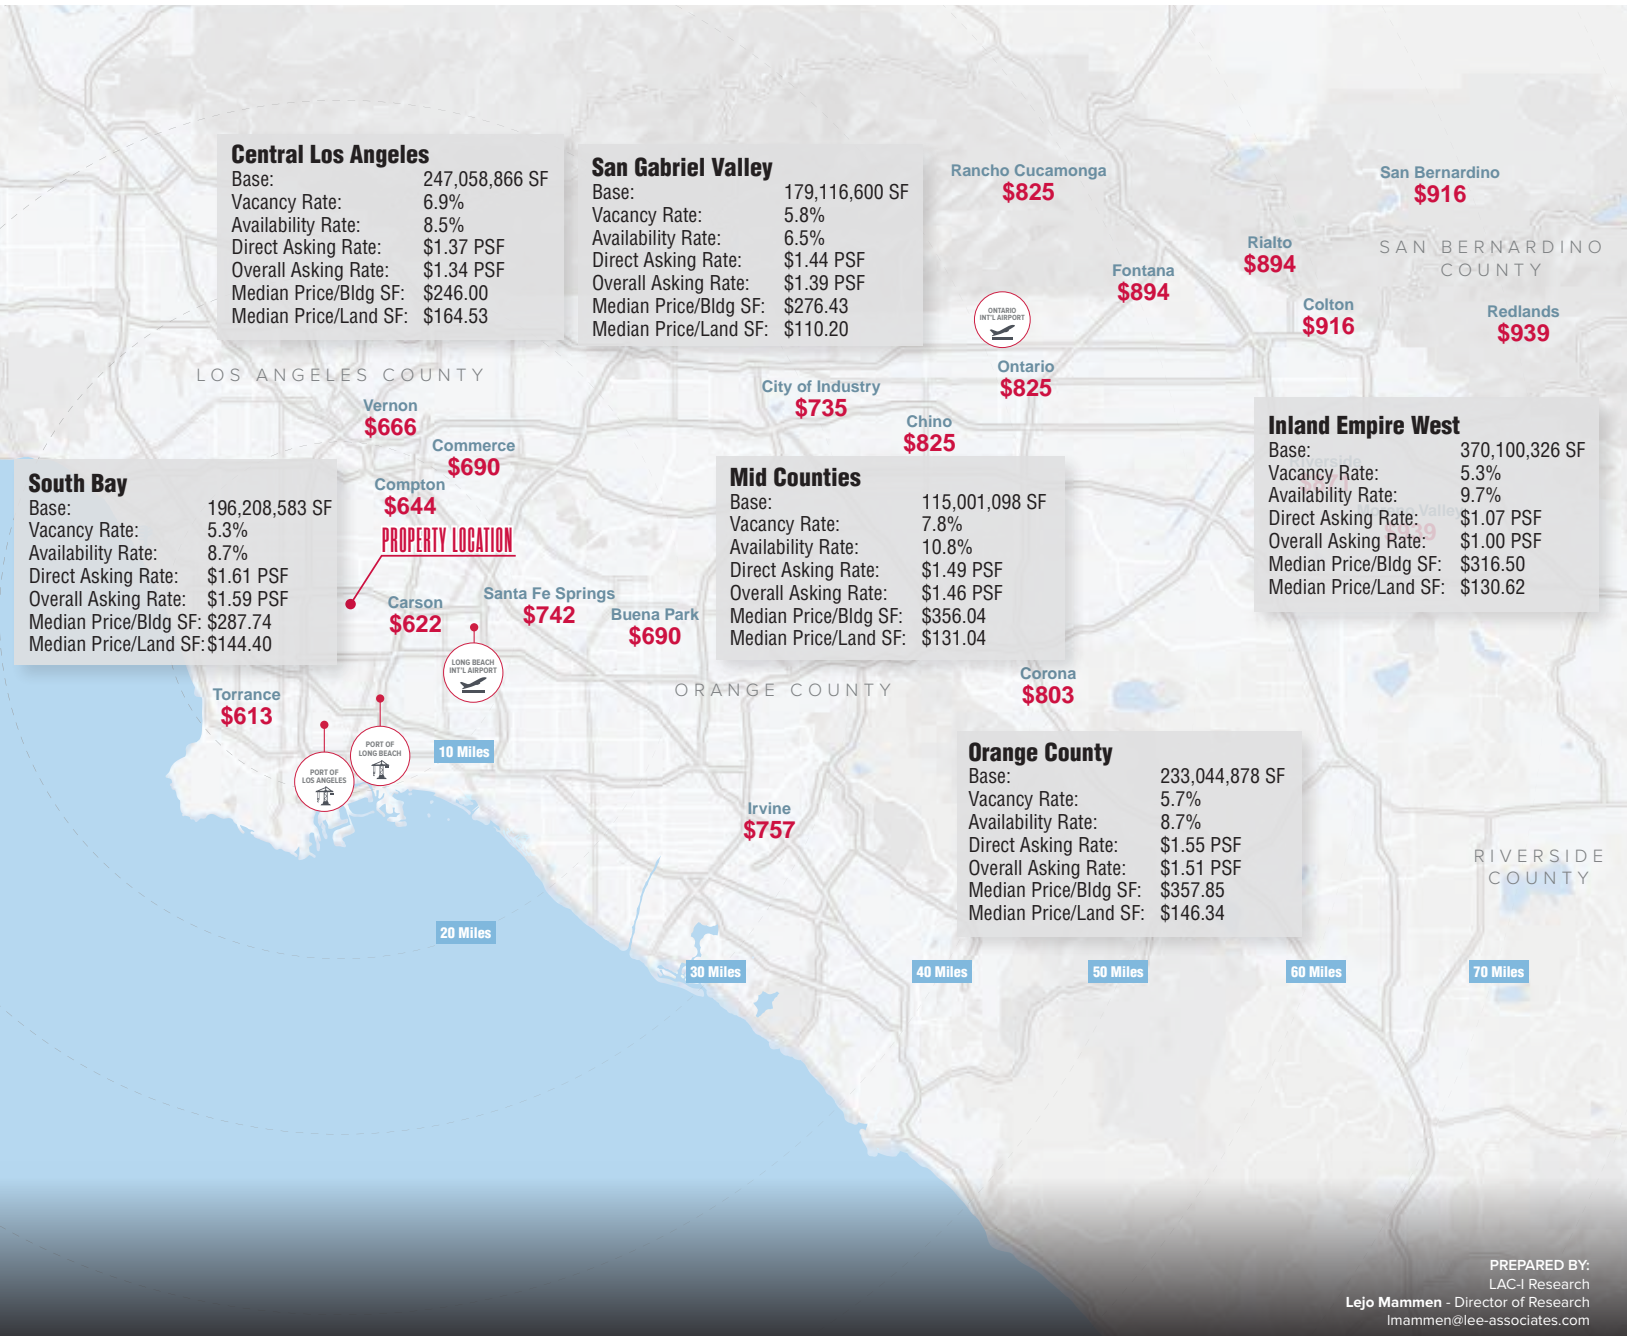 Central Los Angeles
Base: 247,058,866 SF
Vacancy Rate: 6.9%
Availability Rate: 8.5%
Direct Asking Rate: $1.37 PSF
Overall Asking Rate: $1.34 PSF
Median Price/Bldg SF: $246.00
Median Price/Land SF: $164.53
San Gabriel Valley
Base: 179,116,600 SF
Vacancy Rate: 5.8%
Availability Rate: 6.5%
Direct Asking Rate: $1.44 PSF
Overall Asking Rate: $1.39 PSF
Median Price/Bldg SF: $276.43
Median Price/Land SF: $110.20
Rancho Cucamonga
$825
San Bernardino
$916
Rialto
$894
SAN BERNARDINO
COUNTY
Fontana
$894
Colton
$916
Redlands
$939
ONTARIO
INT'L AIRPORT
Ontario
$825
LOS ANGELES COUNTY
City of Industry
$735
Chino
$825
Vernon
$666
Commerce
$690
Compton
$644
PROPERTY LOCATION
South Bay
Base: 196,208,583 SF
Vacancy Rate: 5.3%
Availability Rate: 8.7%
Direct Asking Rate: $1.61 PSF
Overall Asking Rate: $1.59 PSF
Median Price/Bldg SF: $287.74
Median Price/Land SF: $144.40
Mid Counties
Base: 115,001,098 SF
Vacancy Rate: 7.8%
Availability Rate: 10.8%
Direct Asking Rate: $1.49 PSF
Overall Asking Rate: $1.46 PSF
Median Price/Bldg SF: $356.04
Median Price/Land SF: $131.04
Inland Empire West
Base: 370,100,326 SF
Vacancy Rate: 5.3%
Availability Rate: 9.7%
Direct Asking Rate: $1.07 PSF
Overall Asking Rate: $1.00 PSF
Median Price/Bldg SF: $316.50
Median Price/Land SF: $130.62
Riverside
Moreno Valley
$939
Carson
$622
Santa Fe Springs
$742
Buena Park
$690
LONG BEACH
INT'L AIRPORT
ORANGE COUNTY
Corona
$803
Torrance
$613
PORT OF
LONG BEACH
PORT OF
LOS ANGELES
10 Miles
Orange County
Base: 233,044,878 SF
Vacancy Rate: 5.7%
Availability Rate: 8.7%
Direct Asking Rate: $1.55 PSF
Overall Asking Rate: $1.51 PSF
Median Price/Bldg SF: $357.85
Median Price/Land SF: $146.34
Irvine
$757
RIVERSIDE
COUNTY
20 Miles
30 Miles
40 Miles
50 Miles
60 Miles
70 Miles
PREPARED BY:
LAC-I Research
Lejo Mammen - Director of Research
lmammen@lee-associates.com